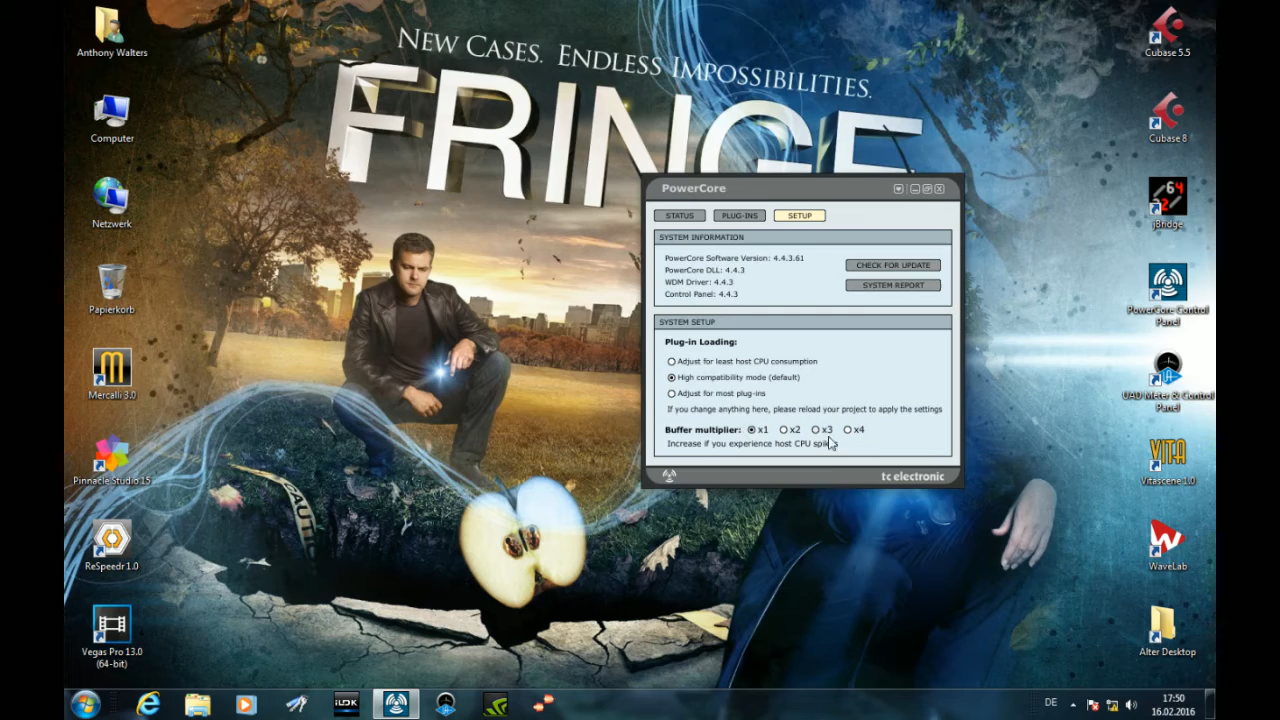 NEW CASES. ENDLESS IMPOSSIBILITIES.
FRINGE
Anthony Walters
Computer
Netzwerk
Papierkorb
Mercalli 3.0
Pinnacle Studio 15
ReSpeedr 1.0
Vegas Pro 13.0
(64-bit)
PowerCore
STATUS
PLUG-INS
SETUP
SYSTEM INFORMATION
PowerCore Software Version: 4.4.3.61
PowerCore DLL: 4.4.3
WDM Driver: 4.4.3
Control Panel: 4.4.3
CHECK FOR UPDATE
SYSTEM REPORT
SYSTEM SETUP
Plug-in Loading:
Adjust for least host CPU consumption
High compatibility mode (default)
Adjust for most plug-ins
If you change anything here, please reload your project to apply the settings
Buffer multiplier: x1 x2 x3 x4
Increase if you experience host CPU
tc electronic
Cubase 5.5
Cubase 8
64
32
jBridge
PowerCore Control
Panel
UAD Meter & Control
Panel
VITA
Vitascene 1.0
WaveLab
Alter Desktop
CAUTI
iLOK
DE
17:50
16.02.2016